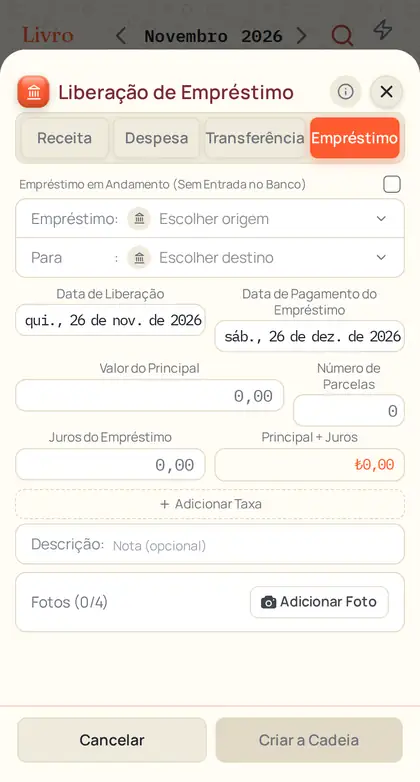 Livro
Novembro 2026
Liberação de Empréstimo
Receita
Despesa
Transferência
Empréstimo
Empréstimo em Andamento (Sem Entrada no Banco)
Empréstimo: Escolher origem
Para : Escolher destino
Data de Liberação
qui., 26 de nov. de 2026
Data de Pagamento do
Empréstimo
sáb., 26 de dez. de 2026
Valor do Principal
0,00
Número de
Parcelas
0
Juros do Empréstimo
0,00
Principal + Juros
₺0,00
+ Adicionar Taxa
Descrição: Nota (opcional)
Fotos (0/4)
Adicionar Foto
Cancelar
Criar a Cadeia